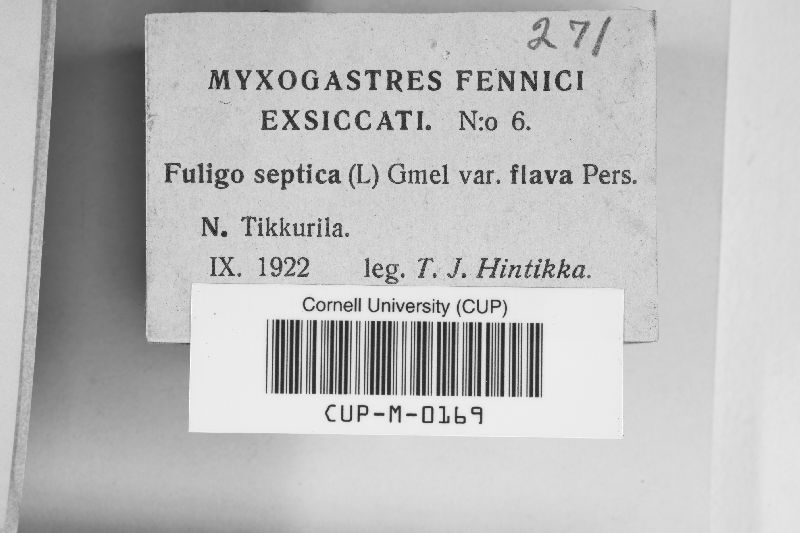 271
MYXOGASTRES FENNICI
EXSICCATI. N:o 6.
Fuligo septica (L) Gmel var. flava Pers.
N. Tikkurila.
IX. 1922 leg. T. J. Hintikka.
Cornell University (CUP)
CUP-M-0169